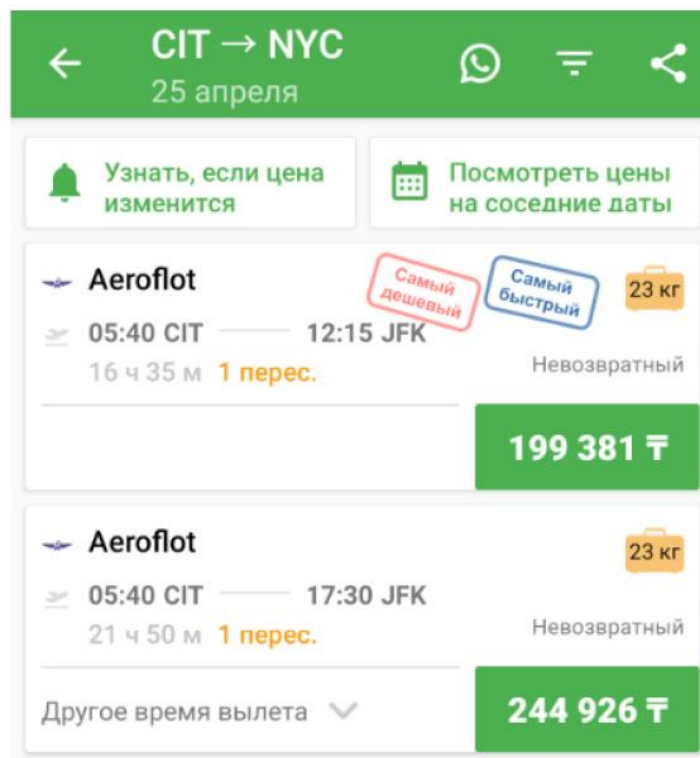 CIT → NYC
25 апреля
Узнать, если цена
изменится
Посмотреть цены
на соседние даты
Aeroflot
Самый
дешевый
Самый
быстрый
23 кг
05:40 CIT 12:15 JFK
16 ч 35 м 1 перес.
Невозвратный
199 381 ₸
Aeroflot
23 кг
05:40 CIT 17:30 JFK
21 ч 50 м 1 перес.
Невозвратный
Другое время вылета
244 926 ₸